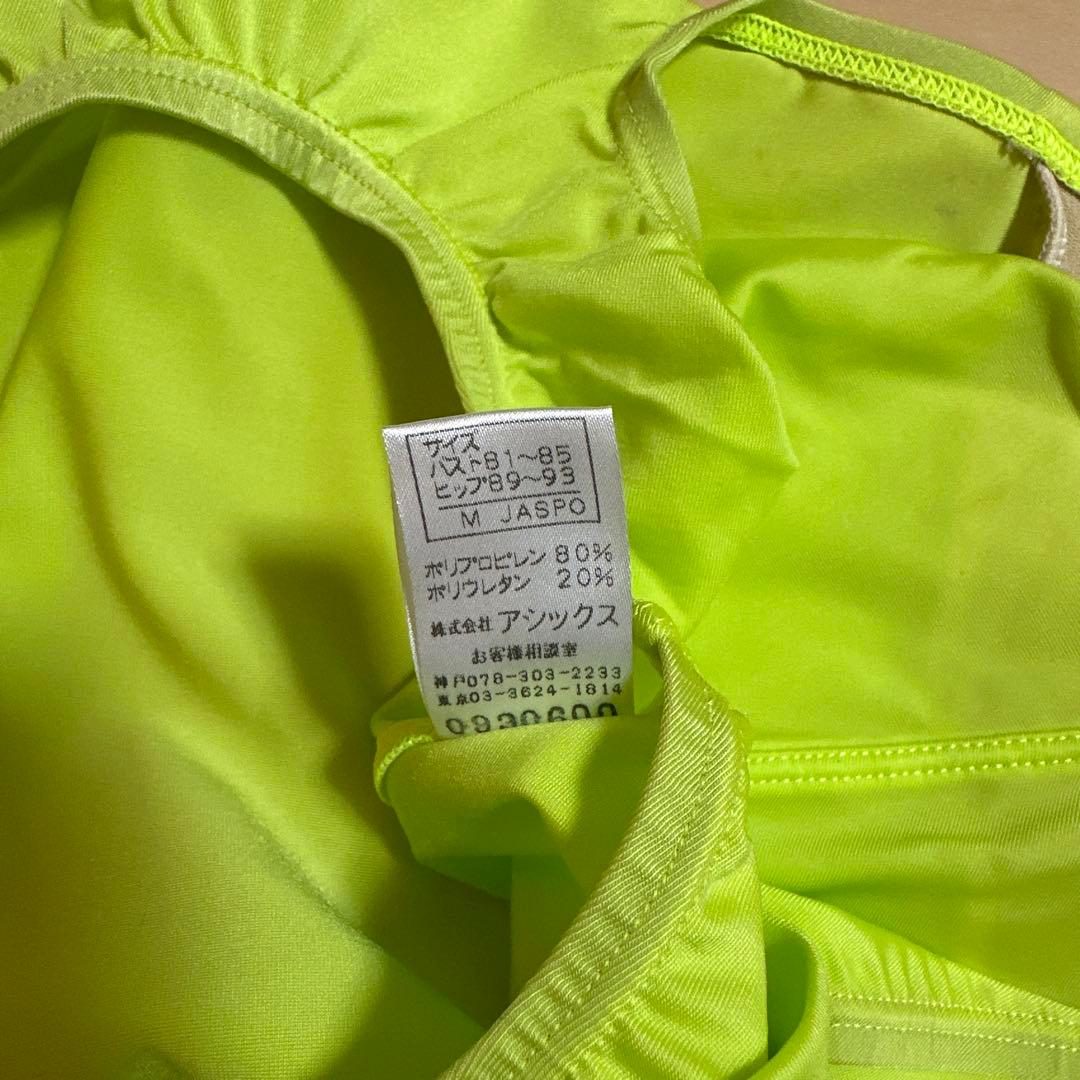 サイズ
バスト81～85
ヒップ89～93
M JASPO
ポリプロピレン 80%
ポリウレタン 20%
株式会社 アシックス
お客様相談室
神戸078-303-2233
東京03-3624-1814
0930600